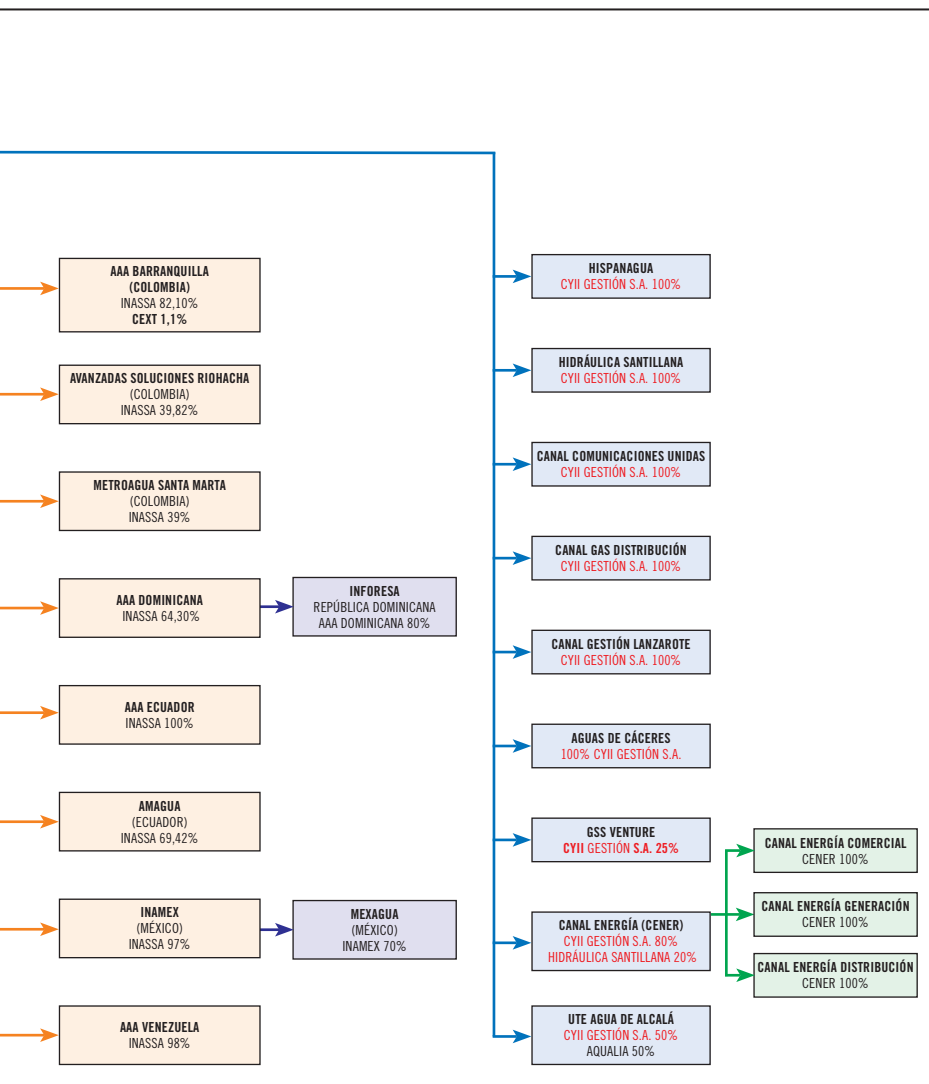 AAA BARRANQUILLA
(COLOMBIA)
INASSA 82,10%
CEXT 1,1%
AVANZADAS SOLUCIONES RIOHACHA
(COLOMBIA)
INASSA 39,82%
METROAGUA SANTA MARTA
(COLOMBIA)
INASSA 39%
AAA DOMINICANA
INASSA 64,30%
INFORESA
REPÚBLICA DOMINICANA
AAA DOMINICANA 80%
AAA ECUADOR
INASSA 100%
AMAGUA
(ECUADOR)
INASSA 69,42%
INAMEX
(MÉXICO)
INASSA 97%
MEXAGUA
(MÉXICO)
INAMEX 70%
AAA VENEZUELA
INASSA 98%
HISPANAGUA
CYII GESTIÓN S.A. 100%
HIDRÁULICA SANTILLANA
CYII GESTIÓN S.A. 100%
CANAL COMUNICACIONES UNIDAS
CYII GESTIÓN S.A. 100%
CANAL GAS DISTRIBUCIÓN
CYII GESTIÓN S.A. 100%
CANAL GESTIÓN LANZAROTE
CYII GESTIÓN S.A. 100%
AGUAS DE CÁCERES
100% CYII GESTIÓN S.A.
GSS VENTURE
CYII GESTIÓN S.A. 25%
CANAL ENERGÍA (CENER)
CYII GESTIÓN S.A. 80%
HIDRÁULICA SANTILLANA 20%
CANAL ENERGÍA COMERCIAL
CENER 100%
CANAL ENERGÍA GENERACIÓN
CENER 100%
CANAL ENERGÍA DISTRIBUCIÓN
CENER 100%
UTE AGUA DE ALCALÁ
CYII GESTIÓN S.A. 50%
AQUALIA 50%